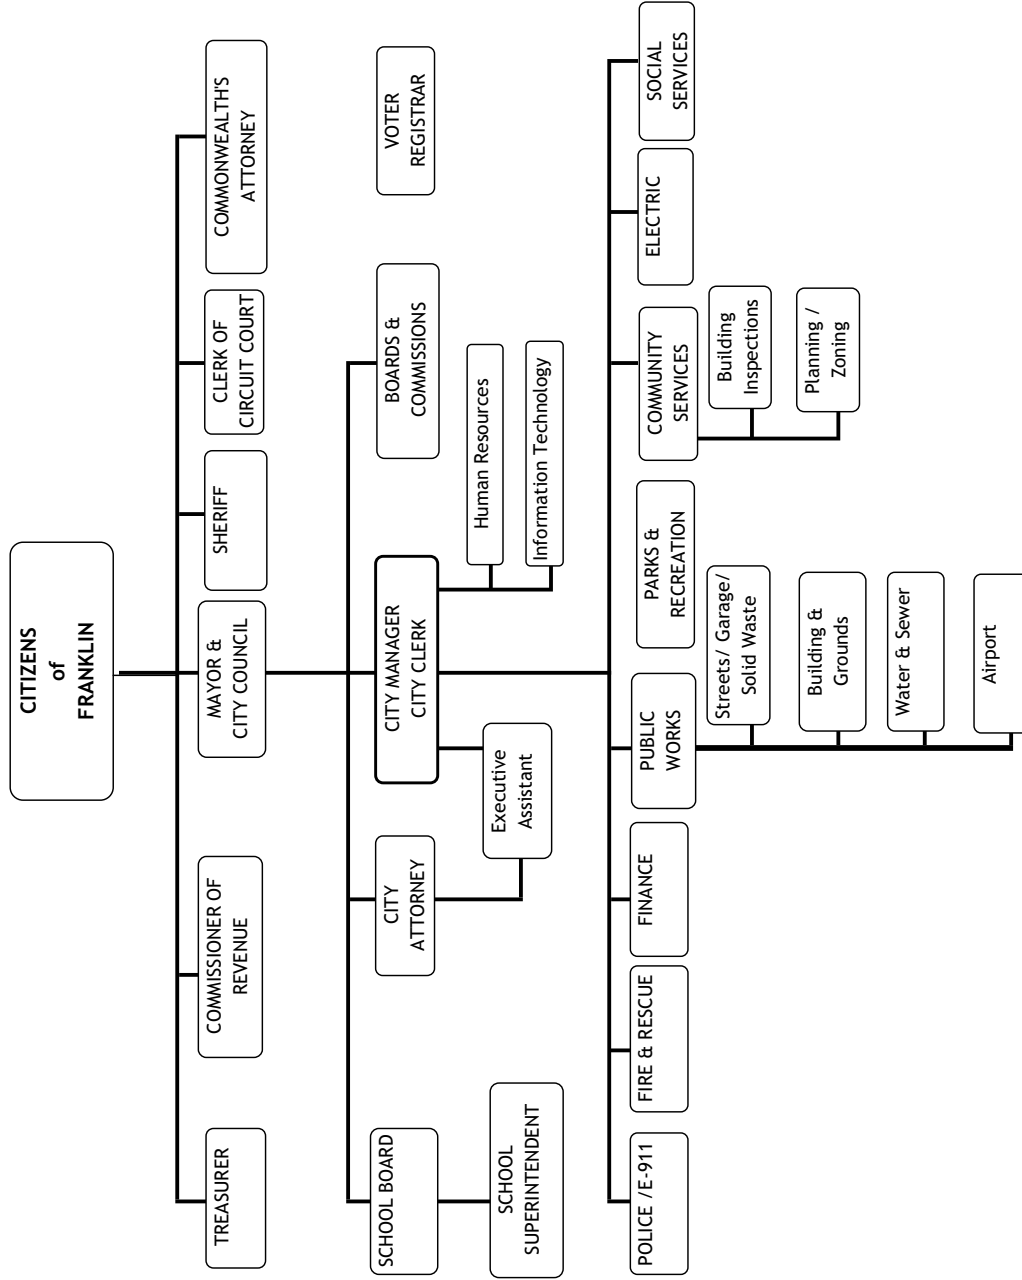 CITIZENS
of
FRANKLIN
TREASURER
COMMISSIONER OF
REVENUE
MAYOR &
CITY COUNCIL
SHERIFF
CLERK OF
CIRCUIT COURT
COMMONWEALTH'S
ATTORNEY
SCHOOL BOARD
CITY
ATTORNEY
CITY MANAGER
CITY CLERK
BOARDS &
COMMISSIONS
VOTER
REGISTRAR
SCHOOL
SUPERINTENDENT
Executive
Assistant
Human Resources
Information Technology
POLICE /E-911
FIRE & RESCUE
FINANCE
PUBLIC
WORKS
PARKS &
RECREATION
COMMUNITY
SERVICES
ELECTRIC
SOCIAL
SERVICES
Streets/ Garage/
Solid Waste
Building &
Grounds
Water & Sewer
Airport
Building
Inspections
Planning /
Zoning